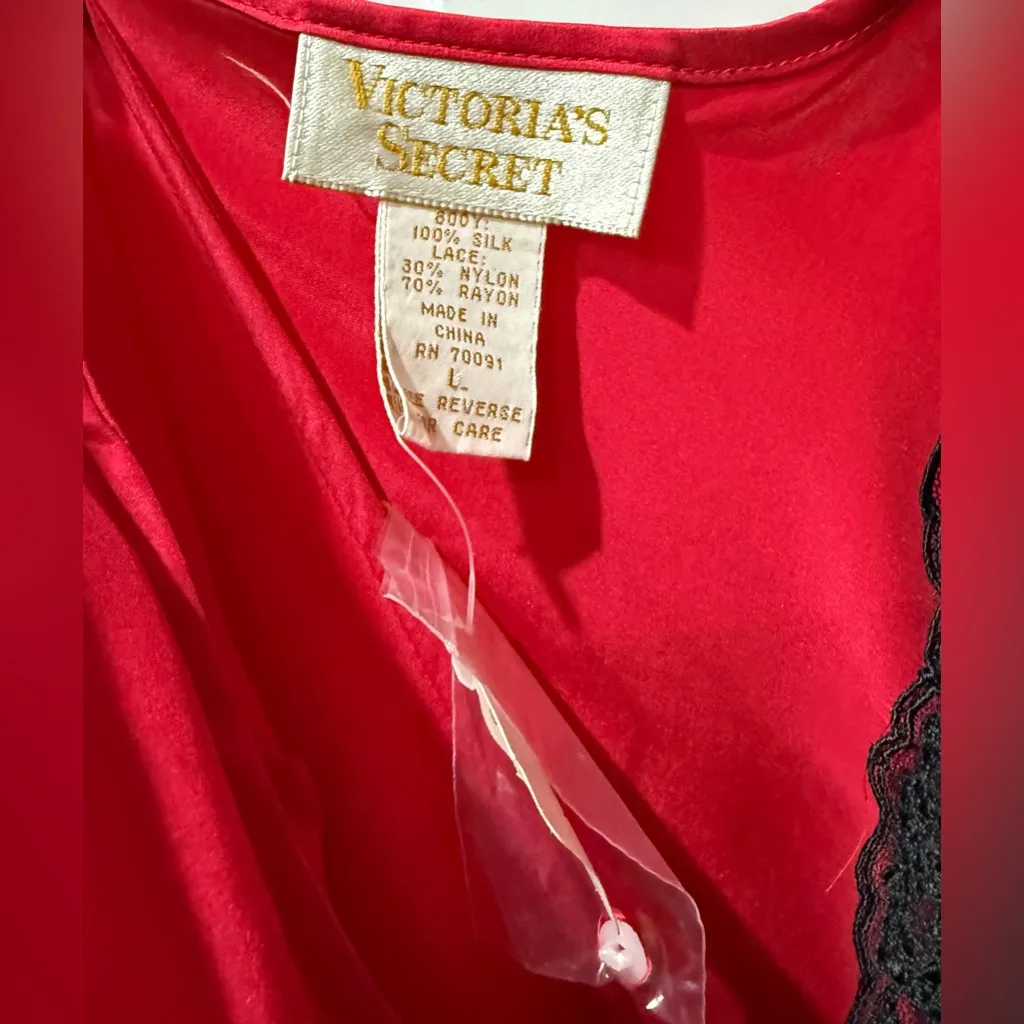 VICTORIA'S
SECRET
BODY:
100% SILK
LACE:
30% NYLON
70% RAYON
MADE IN
CHINA
RN 70091
L
REVERSE
CARE